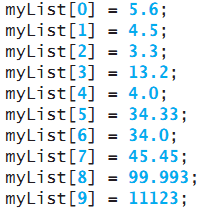 myList[0] = 5.6;
myList[1] = 4.5;
myList[2] = 3.3;
myList[3] = 13.2;
myList[4] = 4.0;
myList[5] = 34.33;
myList[6] = 34.0;
myList[7] = 45.45;
myList[8] = 99.993;
myList[9] = 11123;